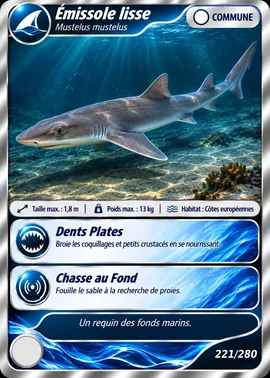 Émissole lisse
Mustelus mustelus
COMMUNE
Taille max. : 1,8 m
Poids max. : 13 kg
Habitat : Côtes européennes
Dents Plates
Broie les coquillages et petits crustacés en se nourrissant.
Chasse au Fond
Fouille le sable à la recherche de proies.
Un requin des fonds marins.
221/280